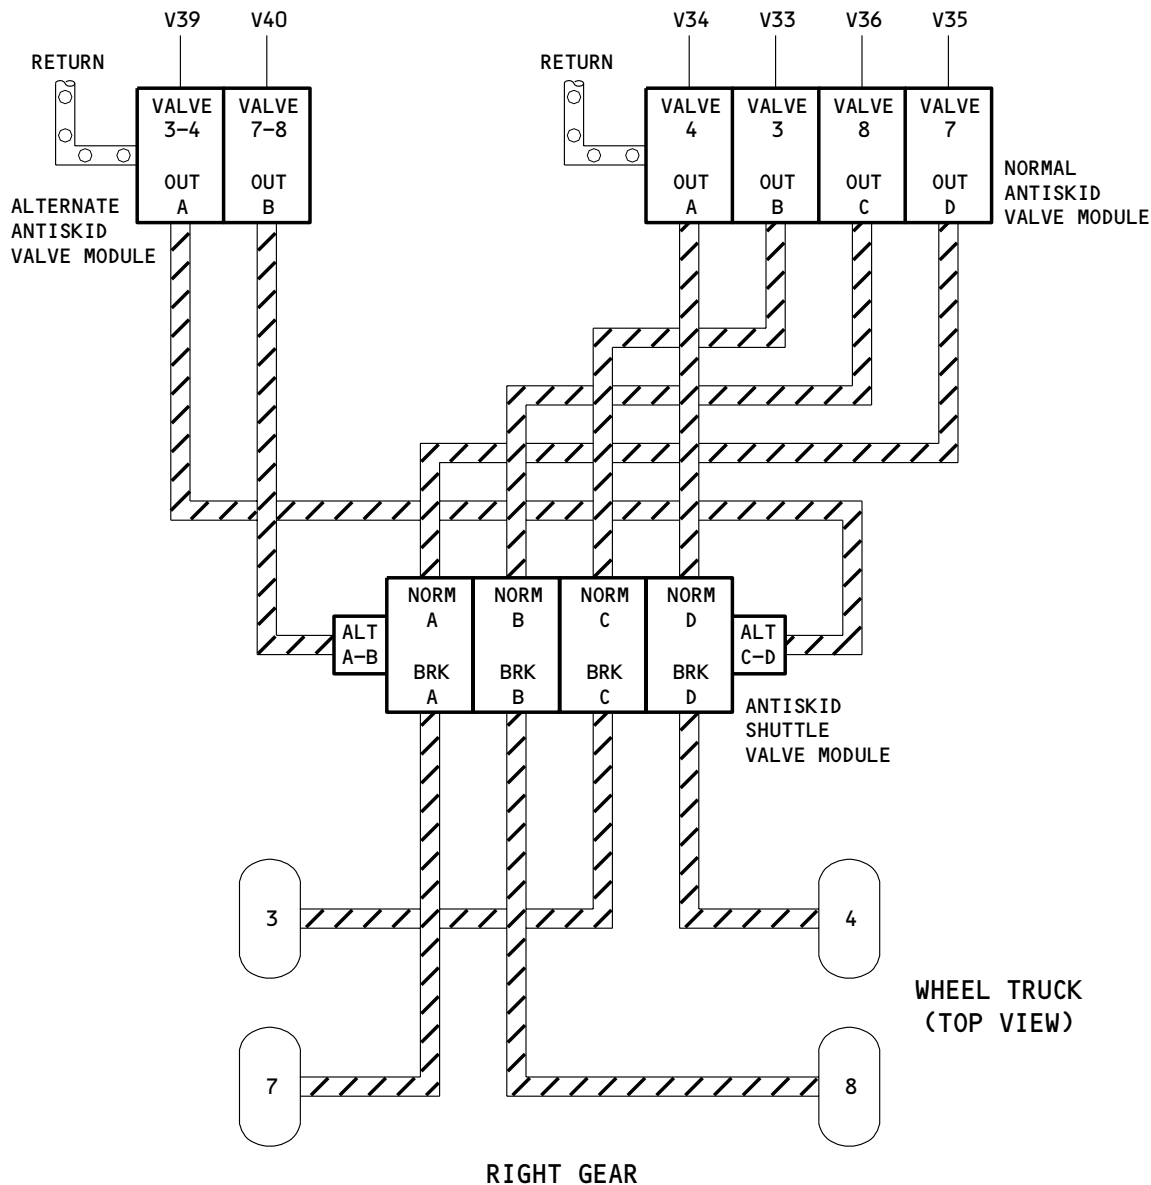 V39
V40
V34
V33
V36
V35
RETURN
RETURN
VALVE
3-4
VALVE
7-8
VALVE
4
VALVE
3
VALVE
8
VALVE
7
OUT
A
OUT
B
OUT
A
OUT
B
OUT
C
OUT
D
ALTERNATE
ANTISKID
VALVE MODULE
NORMAL
ANTISKID
VALVE MODULE
NORM
A
NORM
B
NORM
C
NORM
D
ALT
A-B
ALT
C-D
BRK
A
BRK
B
BRK
C
BRK
D
ANTISKID
SHUTTLE
VALVE MODULE
3
4
WHEEL TRUCK
(TOP VIEW)
7
8
RIGHT GEAR